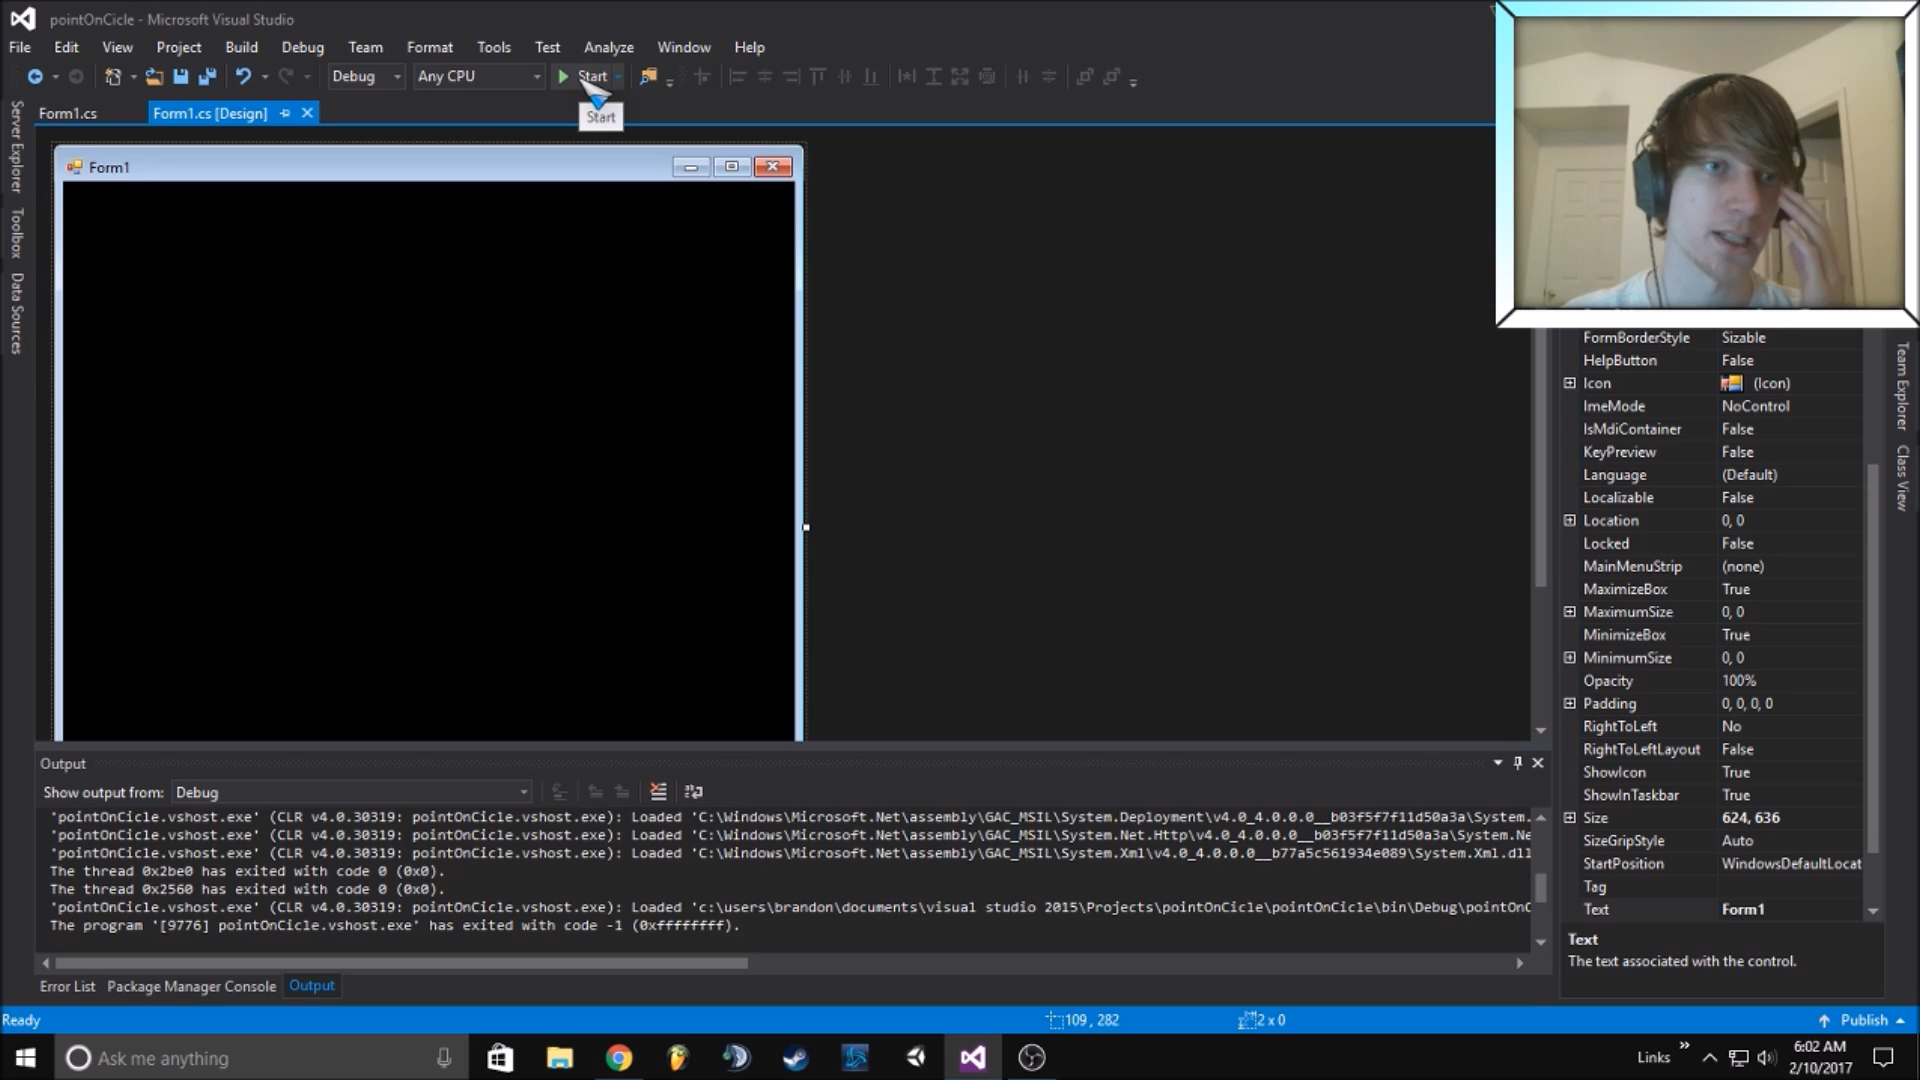 pointOnCicle - Microsoft Visual Studio
File Edit View Project Build Debug Team Format Tools Test Analyze Window Help
Debug Any CPU Start
Form1.cs Form1.cs [Design]
Start
Server Explorer
Toolbox
Data Sources
Form1
FormBorderStyle Sizable
HelpButton False
Icon (Icon)
ImeMode NoControl
IsMdiContainer False
KeyPreview False
Language (Default)
Localizable False
Location 0, 0
Locked False
MainMenuStrip (none)
MaximizeBox True
MaximumSize 0, 0
MinimizeBox True
MinimumSize 0, 0
Opacity 100%
Padding 0, 0, 0, 0
RightToLeft No
RightToLeftLayout False
ShowIcon True
ShowInTaskbar True
Size 624, 636
SizeGripStyle Auto
StartPosition WindowsDefaultLocat
Tag
Text Form1
Text
The text associated with the control.
Team Explorer
Class View
Output
Show output from: Debug
'pointOnCicle.vshost.exe' (CLR v4.0.30319: pointOnCicle.vshost.exe): Loaded 'C:\Windows\Microsoft.Net\assembly\GAC_MSIL\System.Deployment\v4.0_4.0.0.0__b03f5f7f11d50a3a\System.
'pointOnCicle.vshost.exe' (CLR v4.0.30319: pointOnCicle.vshost.exe): Loaded 'C:\Windows\Microsoft.Net\assembly\GAC_MSIL\System.Net.Http\v4.0_4.0.0.0__b03f5f7f11d50a3a\System.Ne
'pointOnCicle.vshost.exe' (CLR v4.0.30319: pointOnCicle.vshost.exe): Loaded 'C:\Windows\Microsoft.Net\assembly\GAC_MSIL\System.Xml\v4.0_4.0.0.0__b77a5c561934e089\System.Xml.dll
The thread 0x2be0 has exited with code 0 (0x0).
The thread 0x2560 has exited with code 0 (0x0).
'pointOnCicle.vshost.exe' (CLR v4.0.30319: pointOnCicle.vshost.exe): Loaded 'c:\users\brandon\documents\visual studio 2015\Projects\pointOnCicle\pointOnCicle\bin\Debug\pointOnC
The program '[9776] pointOnCicle.vshost.exe' has exited with code -1 (0xffffffff).
Error List Package Manager Console Output
Ready 109 , 282 2 x 0 Publish
Ask me anything Links 6:02 AM
2/10/2017